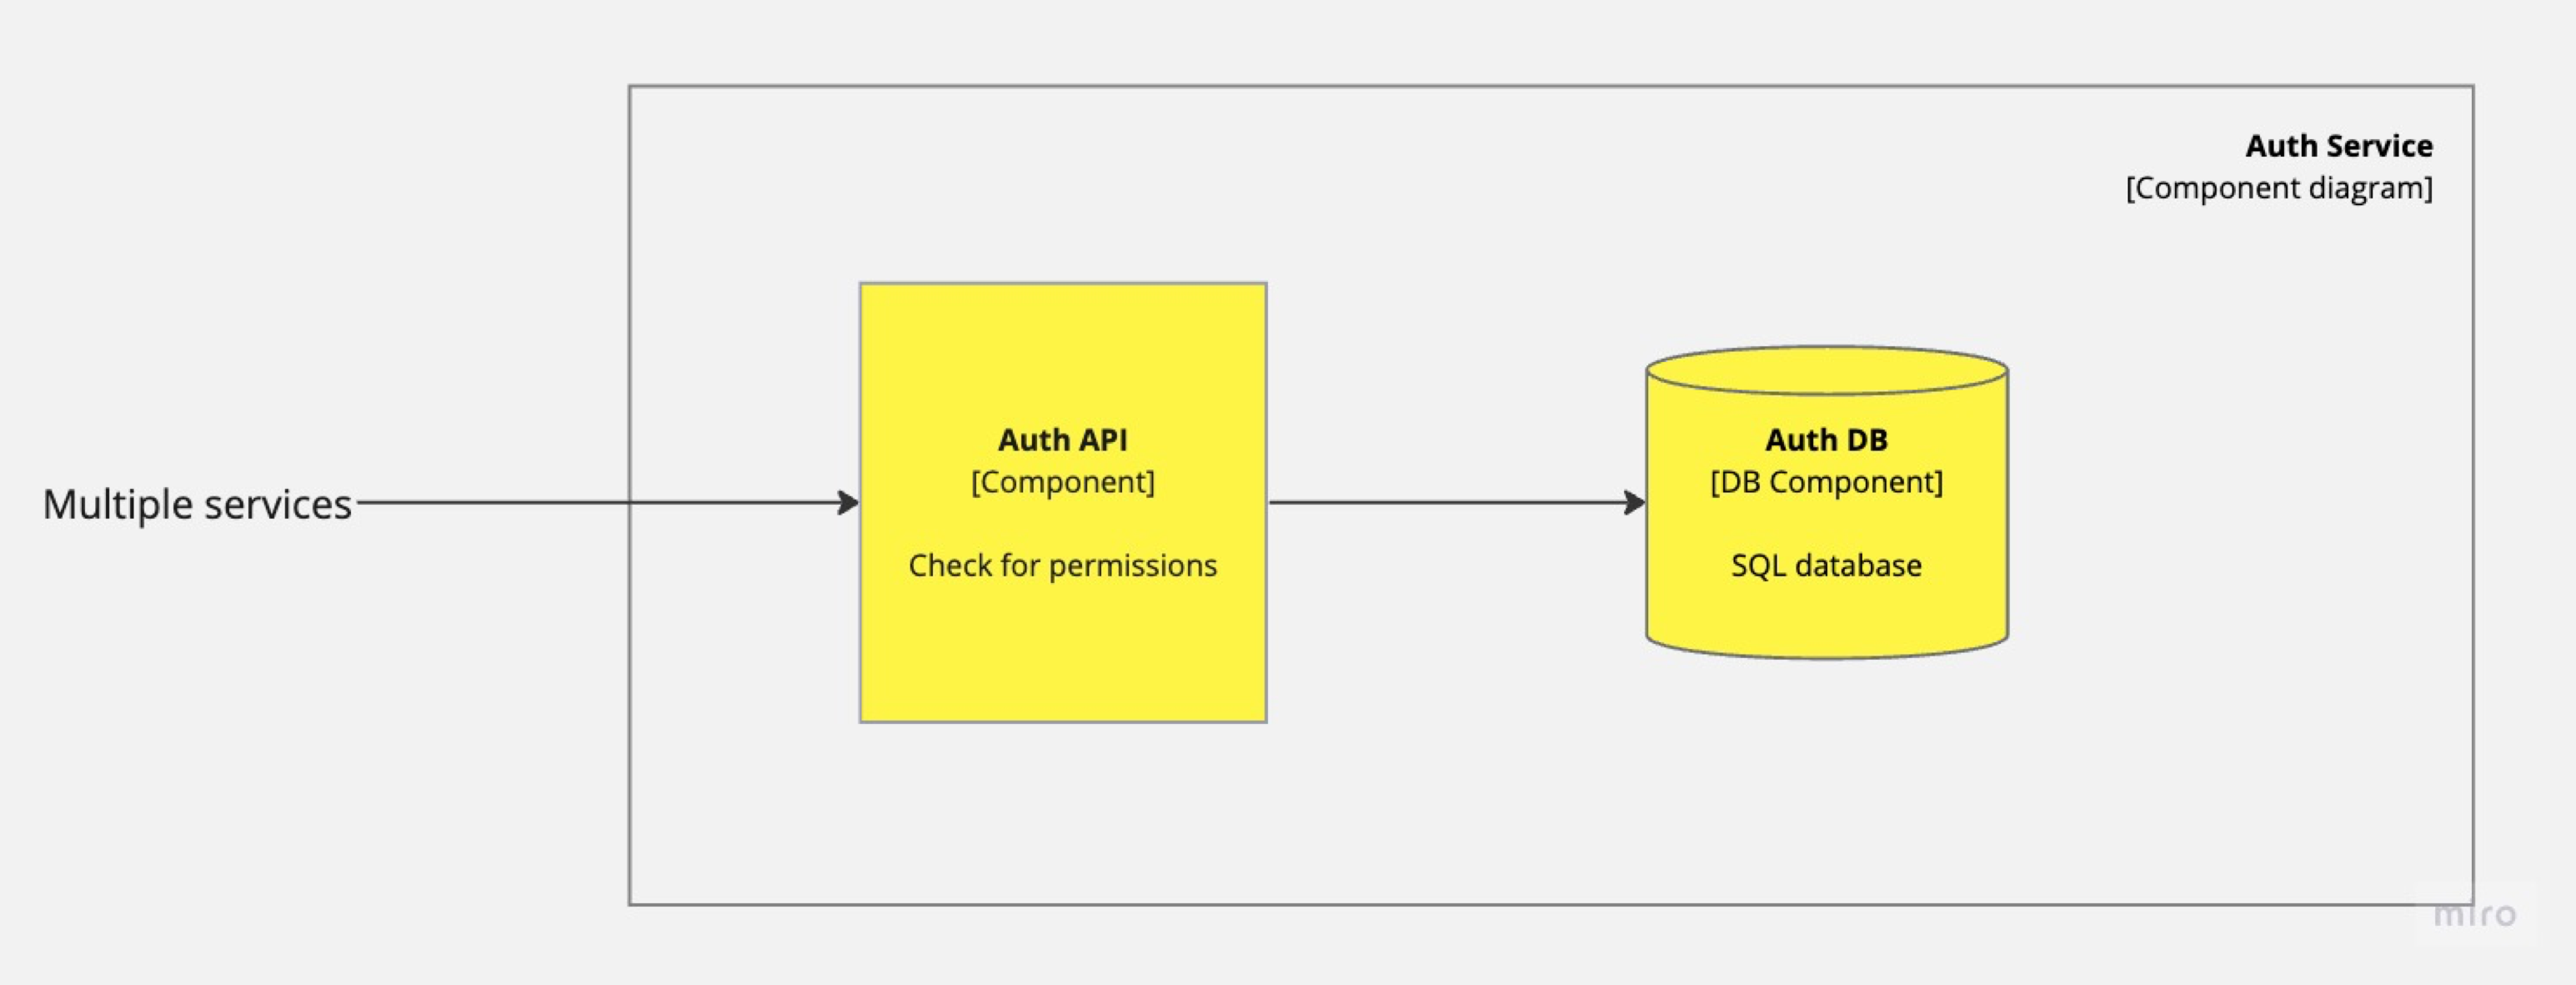 Auth Service
[Component diagram]
Multiple services
Auth API
[Component]
Check for permissions
Auth DB
[DB Component]
SQL database
miro